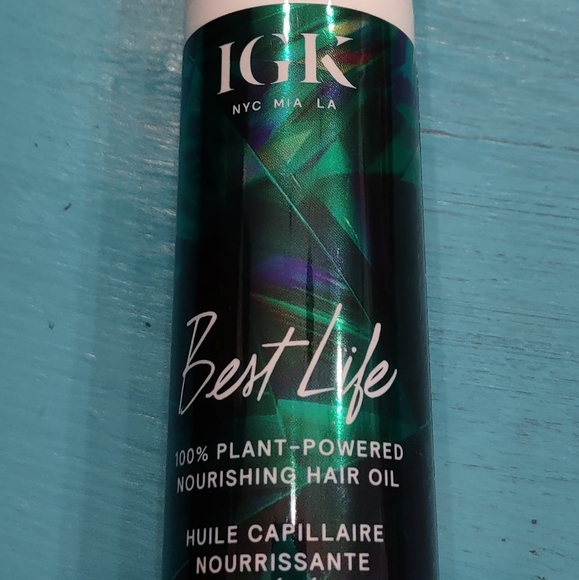 IGK
NYC MIA LA
Best Life
100% PLANT-POWERED
NOURISHING HAIR OIL
HUILE CAPILLAIRE
NOURRISSANTE